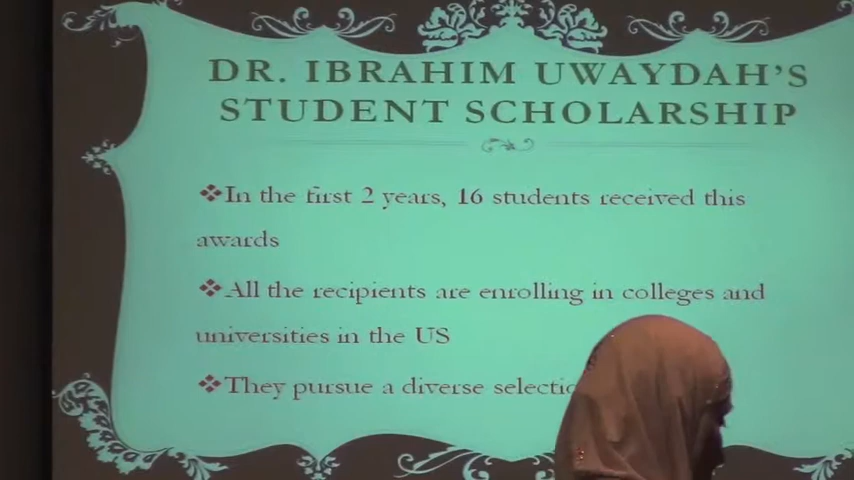 DR. IBRAHIM UWAYDAH'S
STUDENT SCHOLARSHIP
In the first 2 years, 16 students received this
awards
All the recipients are enrolling in colleges and
universities in the US
They pursue a diverse